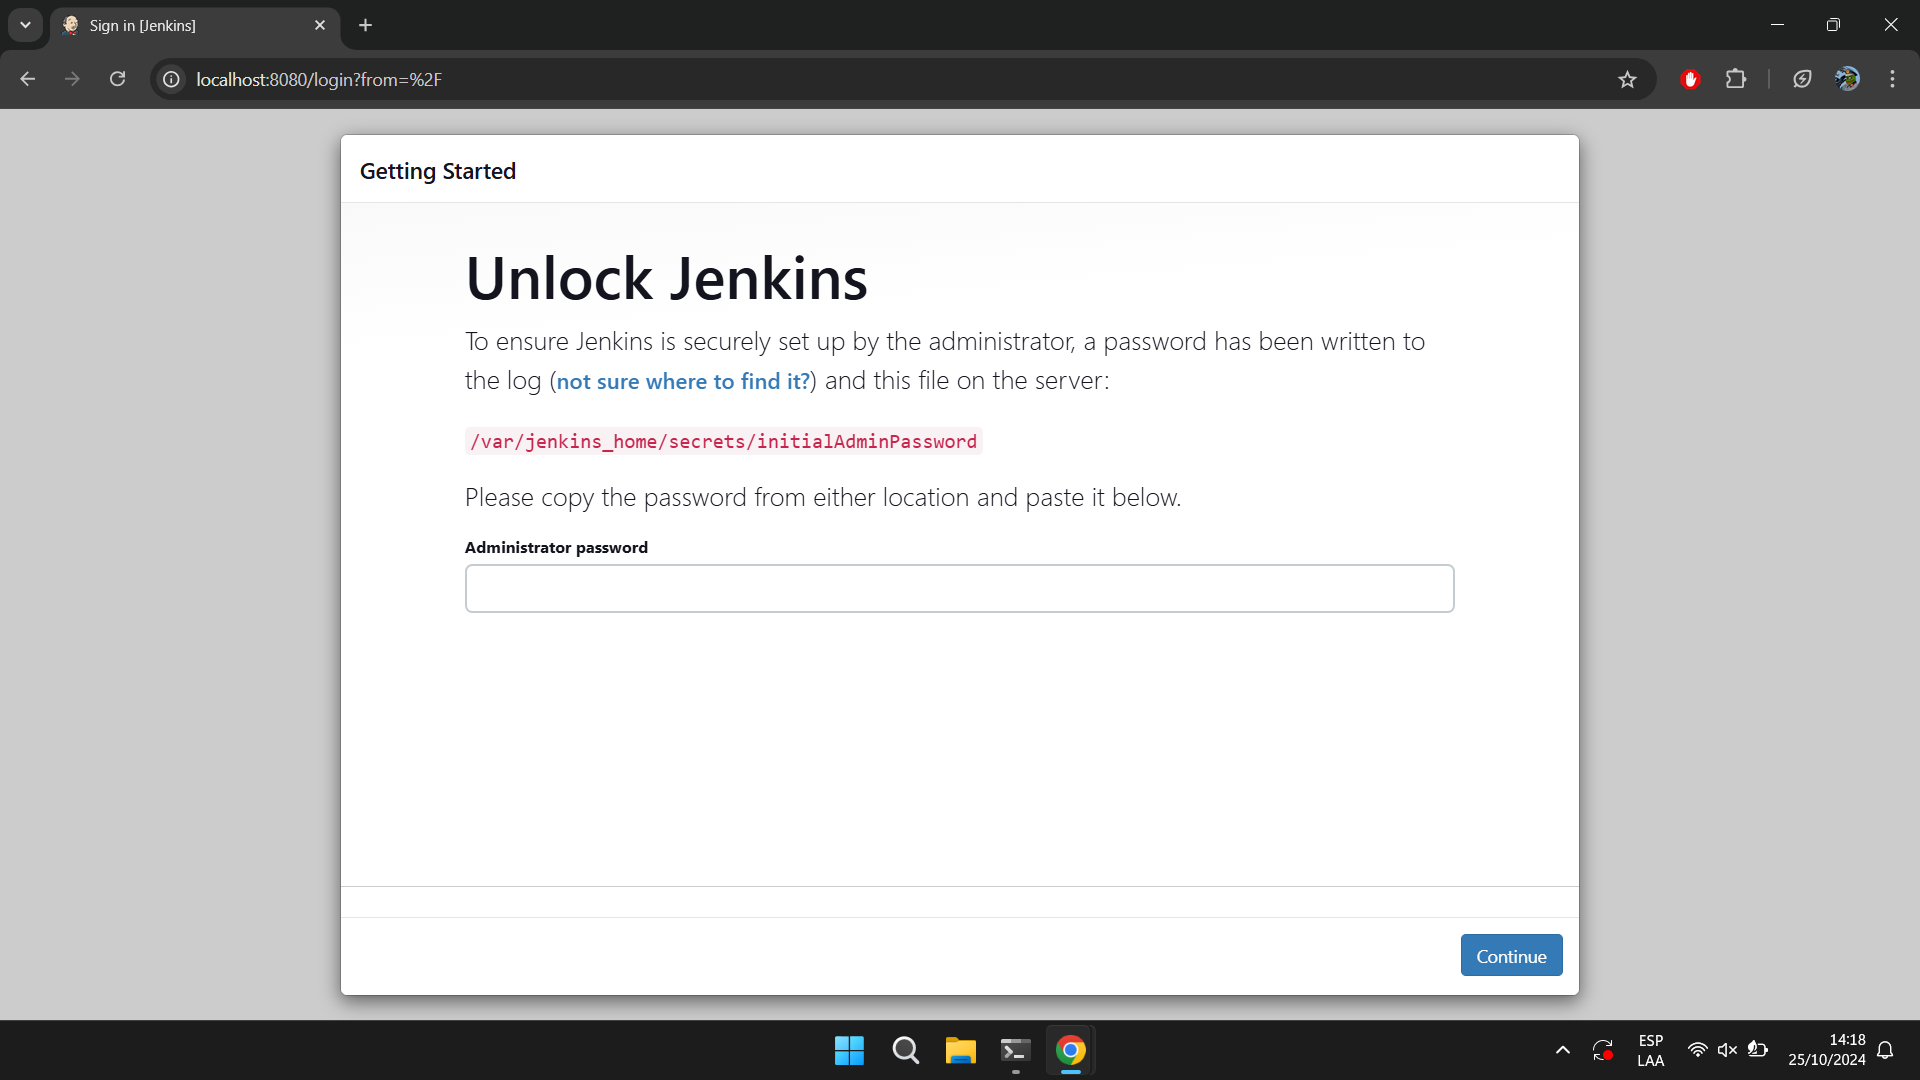 Sign in [Jenkins]
localhost:8080/login?from=%2F
Getting Started
Unlock Jenkins
To ensure Jenkins is securely set up by the administrator, a password has been written to
the log (not sure where to find it?) and this file on the server:
/var/jenkins_home/secrets/initialAdminPassword
Please copy the password from either location and paste it below.
Administrator password
Continue
ESP
LAA
14:18
25/10/2024